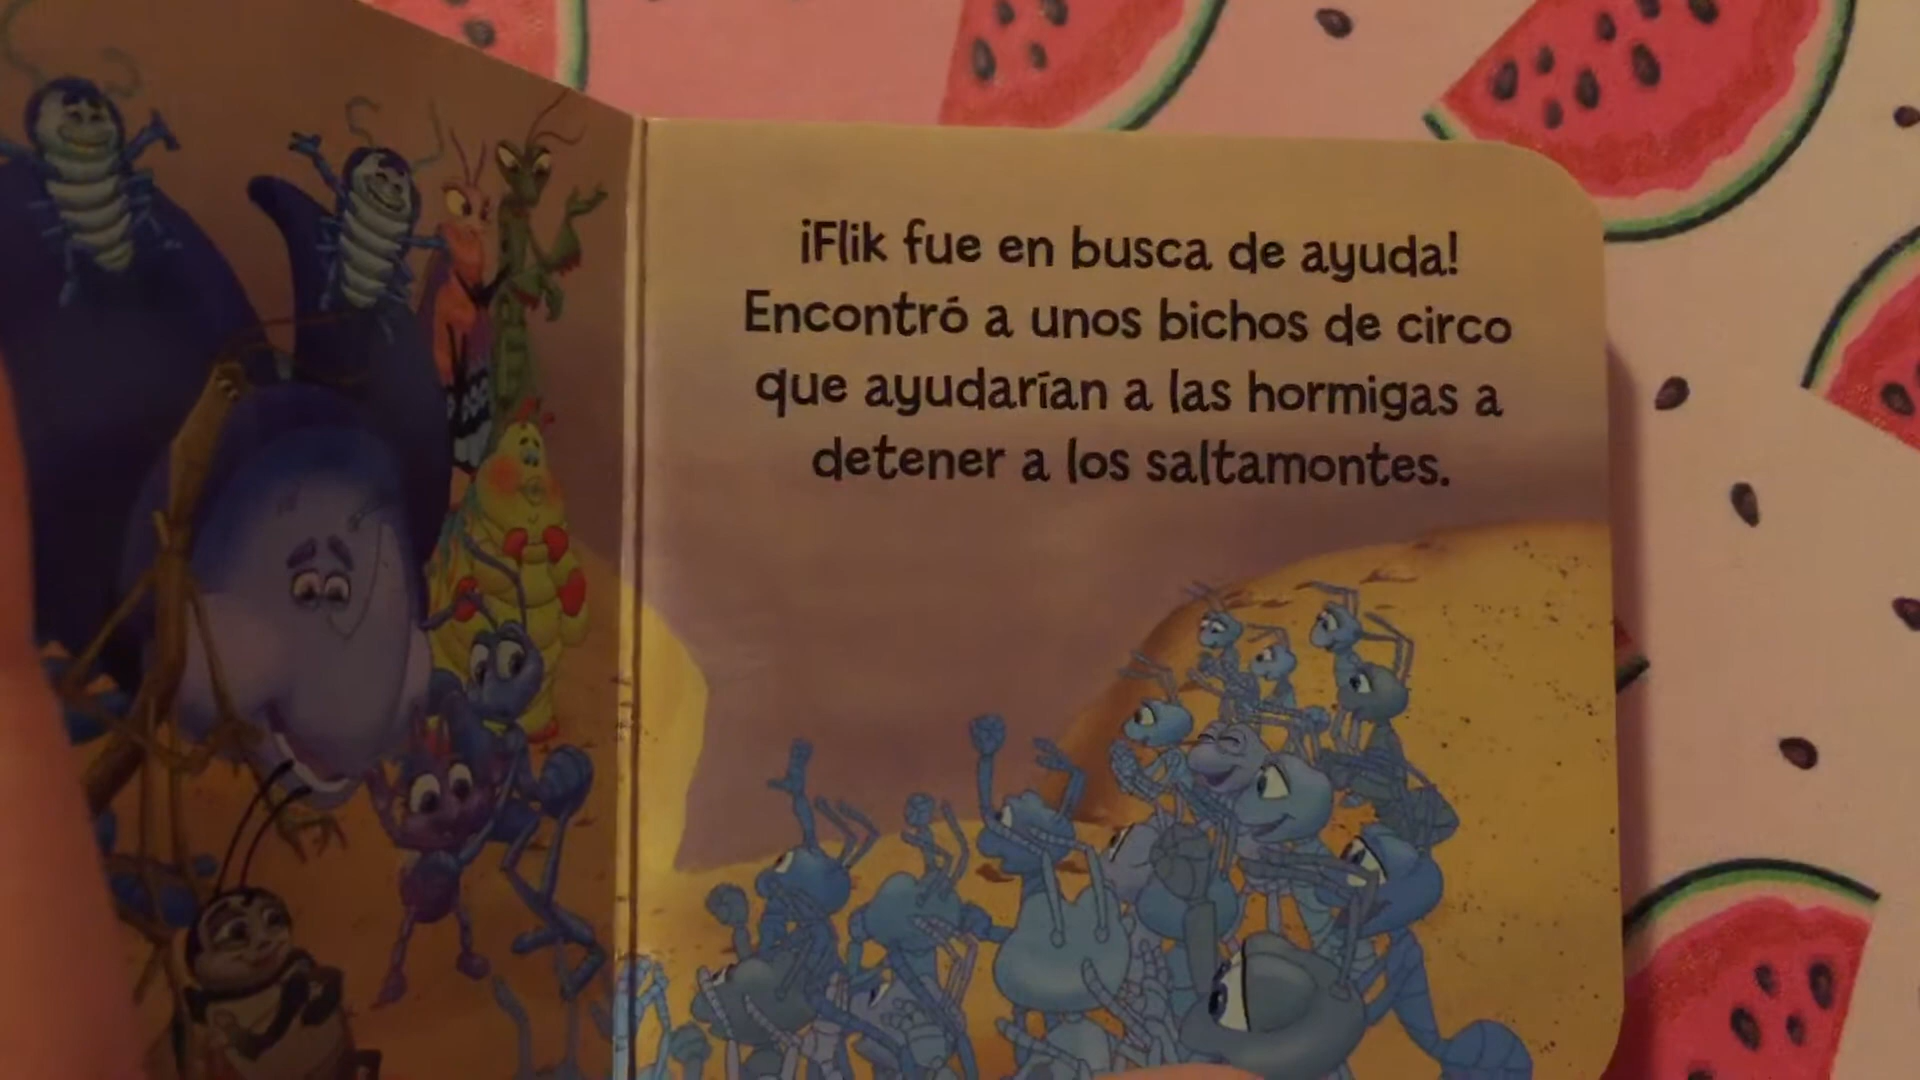 ¡Flik fue en busca de ayuda!
Encontró a unos bichos de circo
que ayudarían a las hormigas a
detener a los saltamontes.